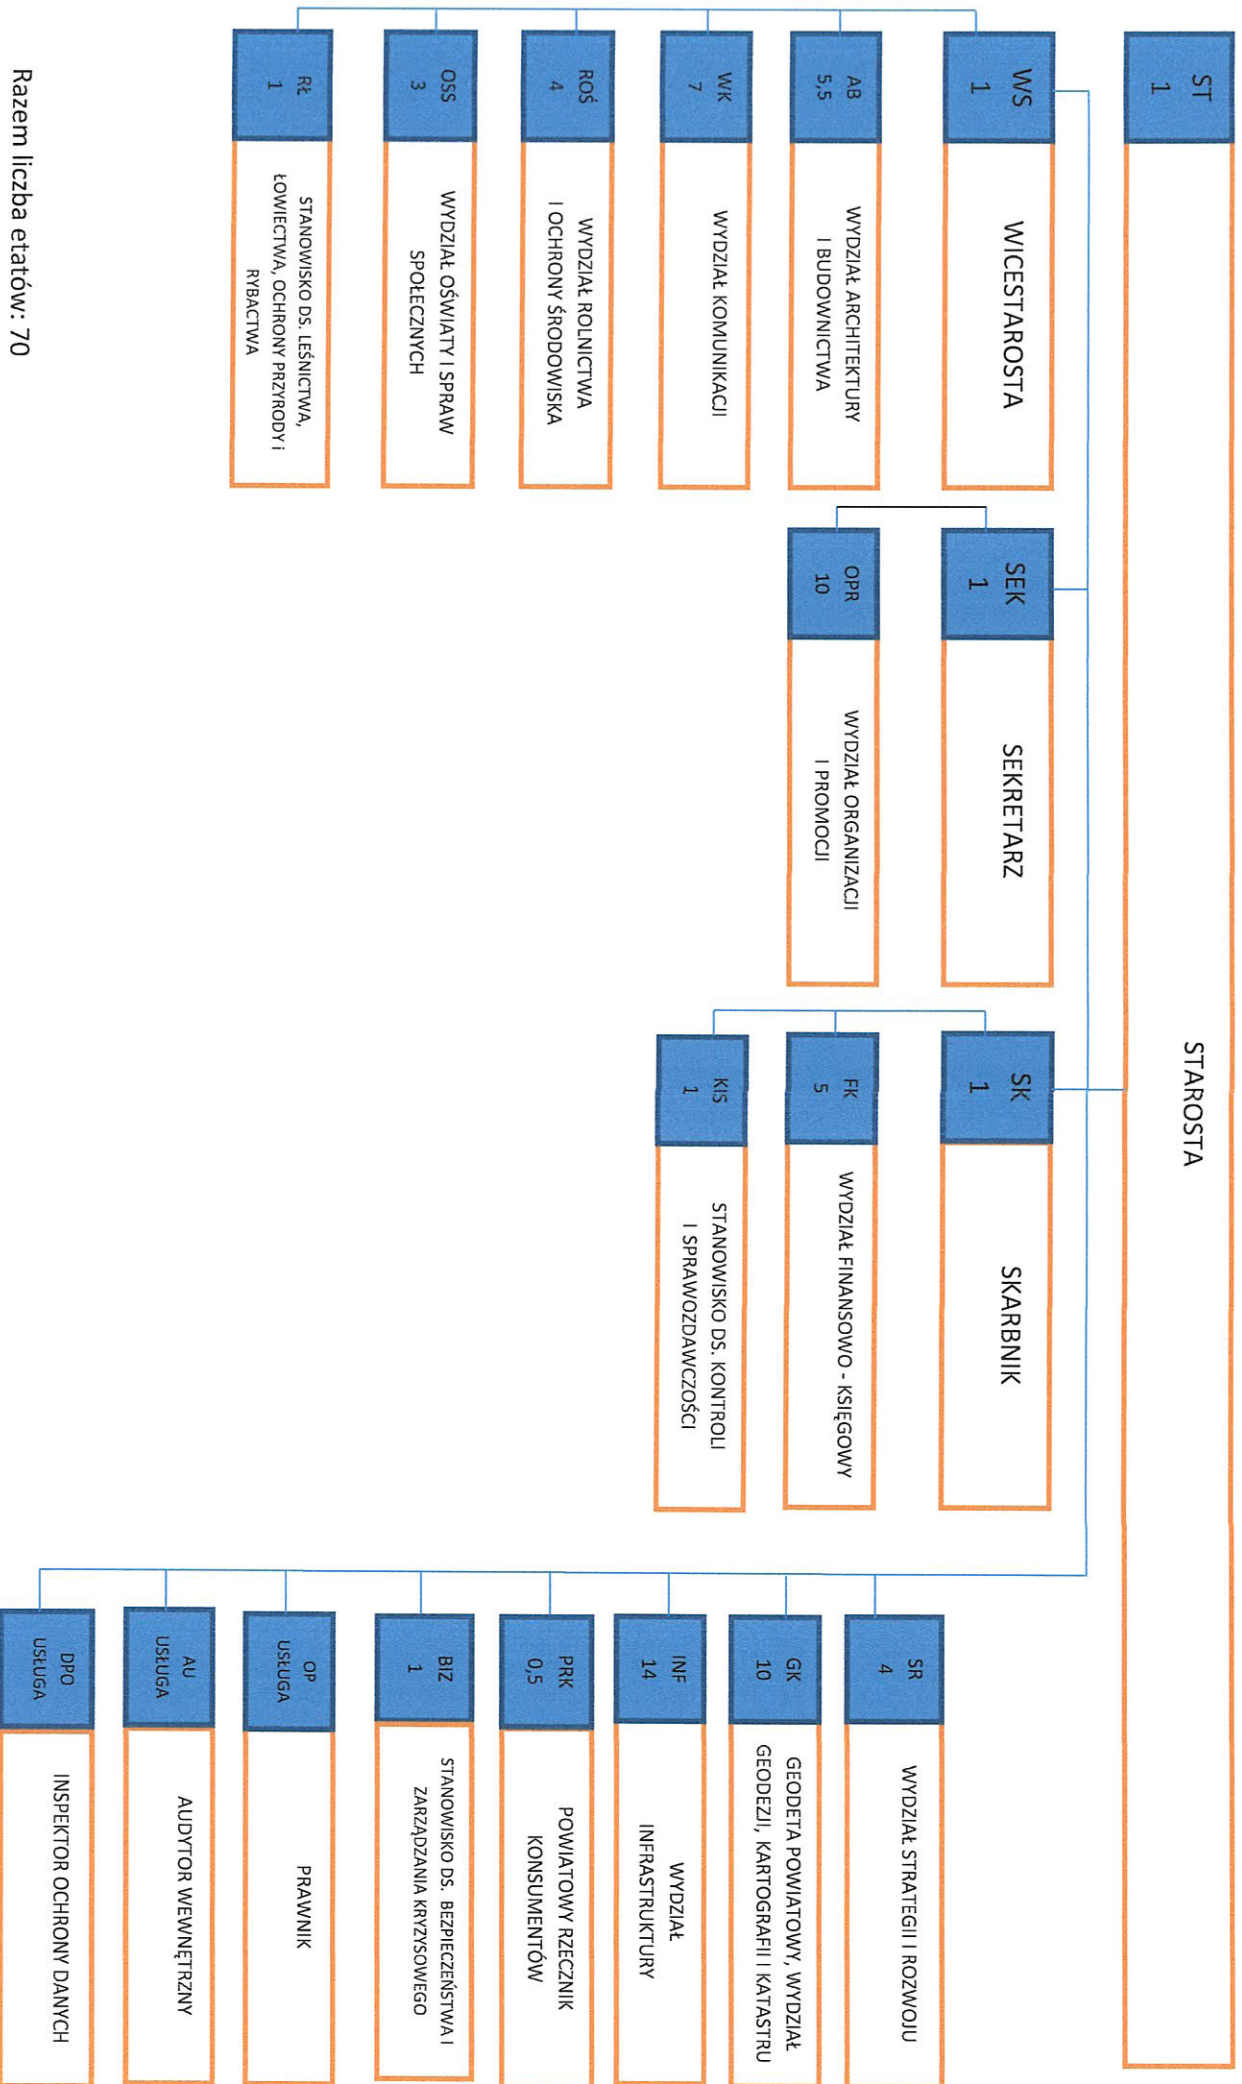 ST
1
STAROSTA
WS
1
WICESTAROSTA
AB
5,5
WYDZIAŁ ARCHITEKTURY
I BUDOWNICTWA
WK
7
WYDZIAŁ KOMUNIKACJI
ROŚ
4
WYDZIAŁ ROLNICTWA
I OCHRONY ŚRODOWISKA
OSS
3
WYDZIAŁ OŚWIATY I SPRAW
SPOŁECZNYCH
RŁ
1
STANOWISKO DS. LEŚNICTWA,
ŁOWIECTWA, OCHRONY PRZYRODY i
RYBACTWA
SEK
1
SEKRETARZ
OPR
10
WYDZIAŁ ORGANIZACJI
I PROMOCJI
SK
1
SKARBNIK
FK
5
WYDZIAŁ FINANSOWO - KSIĘGOWY
KIS
1
STANOWISKO DS. KONTROLI
I SPRAWOZDAWCZOŚCI
SR
4
WYDZIAŁ STRATEGII I ROZWOJU
GK
10
GEODETA POWIATOWY, WYDZIAŁ
GEODEZJI, KARTOGRAFII I KATASTRU
INF
14
WYDZIAŁ
INFRASTRUKTURY
PRK
0,5
POWIATOWY RZECZNIK
KONSUMENTÓW
BIZ
1
STANOWISKO DS. BEZPIECZEŃSTWA I
ZARZĄDZANIA KRYZYSOWEGO
OP
USŁUGA
PRAWNIK
AU
USŁUGA
AUDYTOR WEWNĘTRZNY
DPO
USŁUGA
INSPEKTOR OCHRONY DANYCH
Razem liczba etatów: 70